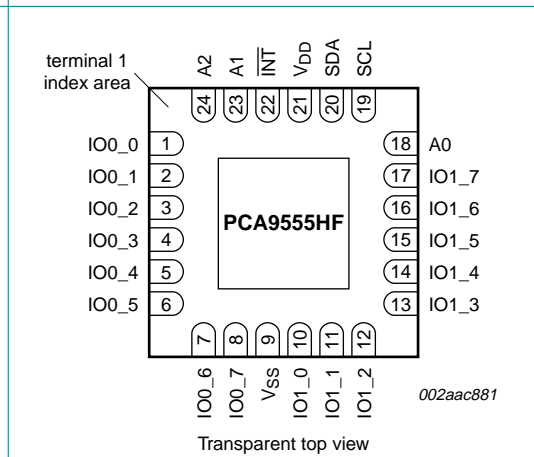 terminal 1
index area
A2
A1
INT
VDD
SDA
SCL
24
23
22
21
20
19
IO0_0 1
IO0_1 2
IO0_2 3
IO0_3 4
IO0_4 5
IO0_5 6
PCA9555HF
18 A0
17 IO1_7
16 IO1_6
15 IO1_5
14 IO1_4
13 IO1_3
7
8
9
10
11
12
IO0_6
IO0_7
VSS
IO1_0
IO1_1
IO1_2
002aac881
Transparent top view